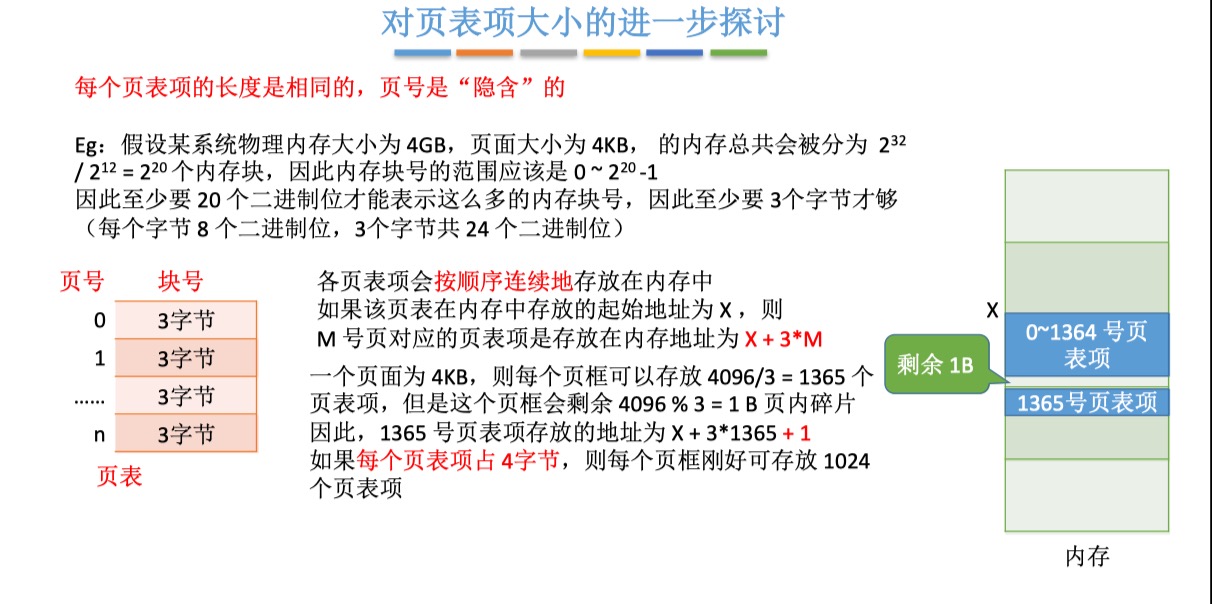 对页表项大小的进一步探讨
每个页表项的长度是相同的，页号是“隐含”的
Eg：假设某系统物理内存大小为 4GB，页面大小为 4KB， 的内存总共会被分为 2³²
/ 2¹² = 2²⁰ 个内存块，因此内存块号的范围应该是 0 ~ 2²⁰ -1
因此至少要 20 个二进制位才能表示这么多的内存块号，因此至少要 3个字节才够
（每个字节 8 个二进制位，3个字节共 24 个二进制位）
页号 块号
0 3字节
1 3字节
…… 3字节
n 3字节
页表
各页表项会按顺序连续地存放在内存中
如果该页表在内存中存放的起始地址为 X ，则
M 号页对应的页表项是存放在内存地址为 X + 3*M
一个页面为 4KB，则每个页框可以存放 4096/3 = 1365 个
页表项，但是这个页框会剩余 4096 % 3 = 1 B 页内碎片
因此，1365 号页表项存放的地址为 X + 3*1365 + 1
如果每个页表项占 4字节，则每个页框刚好可存放 1024
个页表项
X
0~1364 号页
表项
剩余 1B
1365号页表项
内存